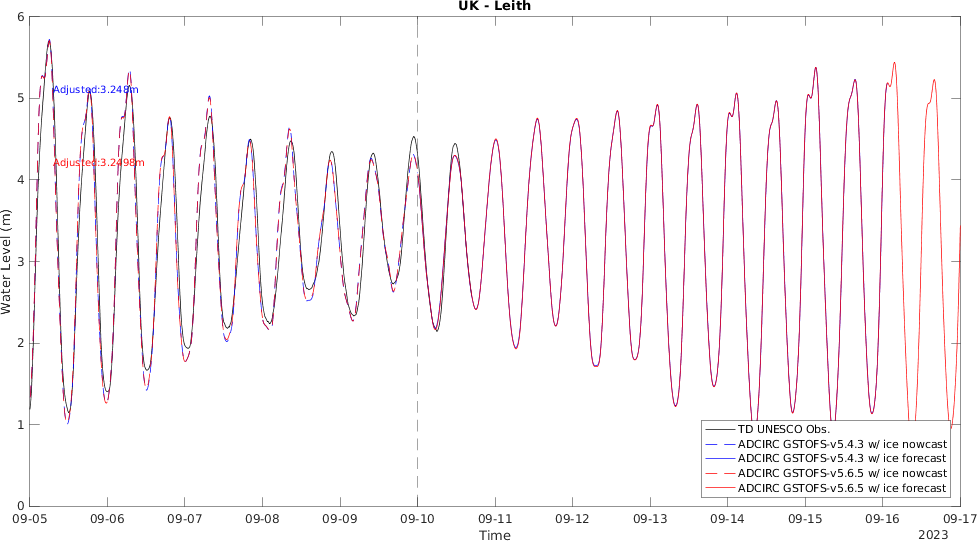 UK - Leith
6
5
4
3
2
1
0
Water Level (m)
Adjusted:3.248m
Adjusted:3.2498m
TD UNESCO Obs.
ADCIRC GSTOFS-v5.4.3 w/ ice nowcast
ADCIRC GSTOFS-v5.4.3 w/ ice forecast
ADCIRC GSTOFS-v5.6.5 w/ ice nowcast
ADCIRC GSTOFS-v5.6.5 w/ ice forecast
09-05 09-06 09-07 09-08 09-09 09-10 09-11 09-12 09-13 09-14 09-15 09-16 09-17
Time
2023